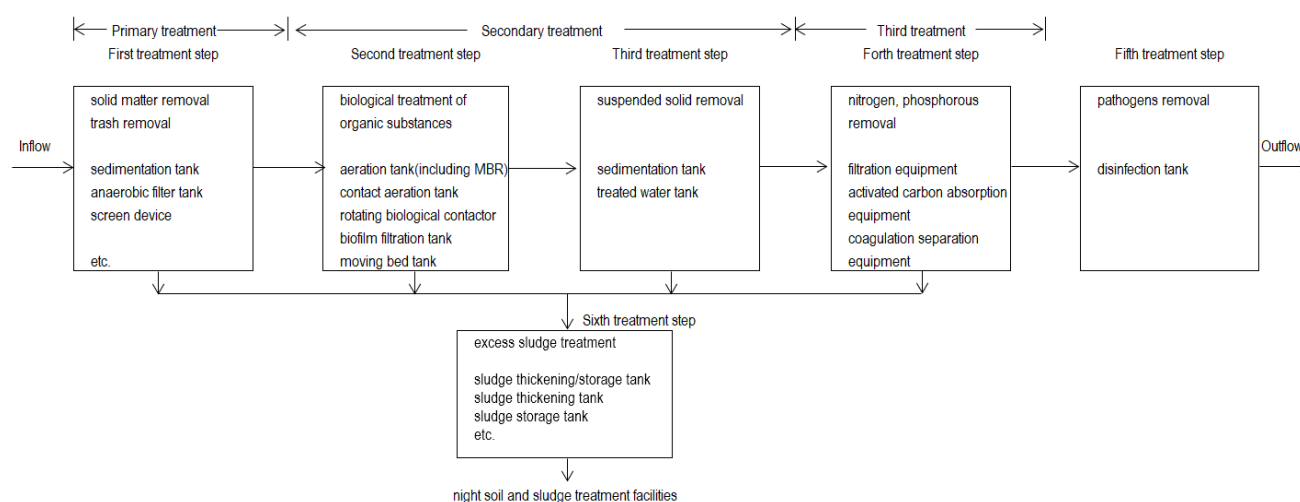 Primary treatment
Secondary treatment
Third treatment
First treatment step
Second treatment step
Third treatment step
Forth treatment step
Fifth treatment step
Inflow
solid matter removal
trash removal
sedimentation tank
anaerobic filter tank
screen device
etc.
biological treatment of
organic substances
aeration tank(including MBR)
contact aeration tank
rotating biological contactor
biofilm filtration tank
moving bed tank
suspended solid removal
sedimentation tank
treated water tank
nitrogen, phosphorous
removal
filtration equipment
activated carbon absorption
equipment
coagulation separation
equipment
pathogens removal
disinfection tank
Outflow
Sixth treatment step
excess sludge treatment
sludge thickening/storage tank
sludge thickening tank
sludge storage tank
etc.
night soil and sludge treatment facilities